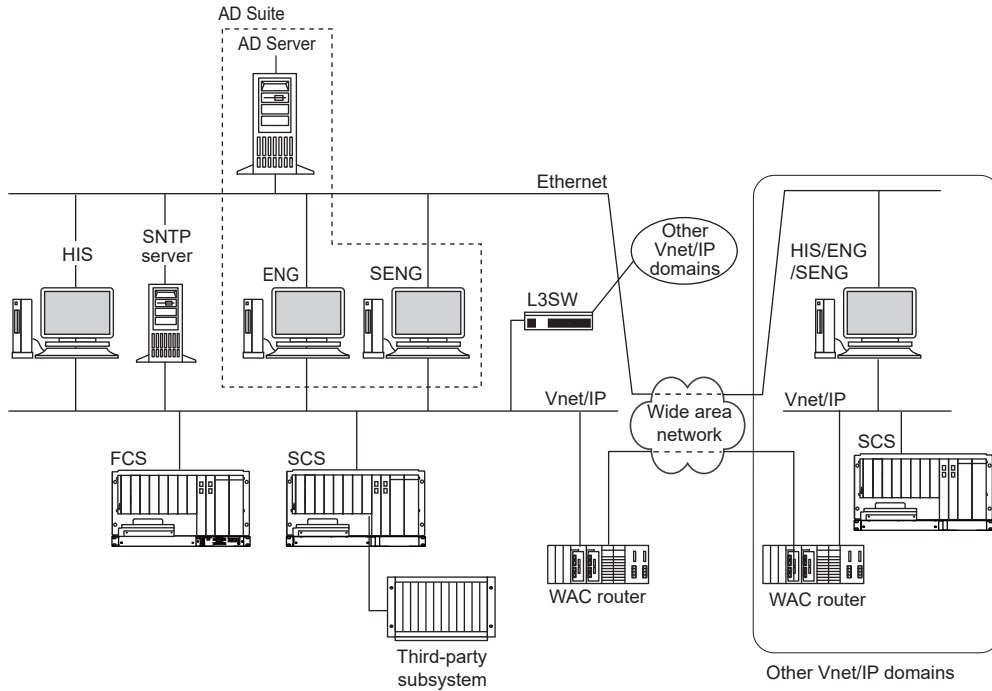 AD Suite
AD Server
Ethernet
HIS
SNTP
server
ENG
SENG
L3SW
Other
Vnet/IP
domains
HIS/ENG
/SENG
Vnet/IP
Wide area
network
Vnet/IP
FCS
SCS
SCS
WAC router
WAC router
Third-party
subsystem
Other Vnet/IP domains